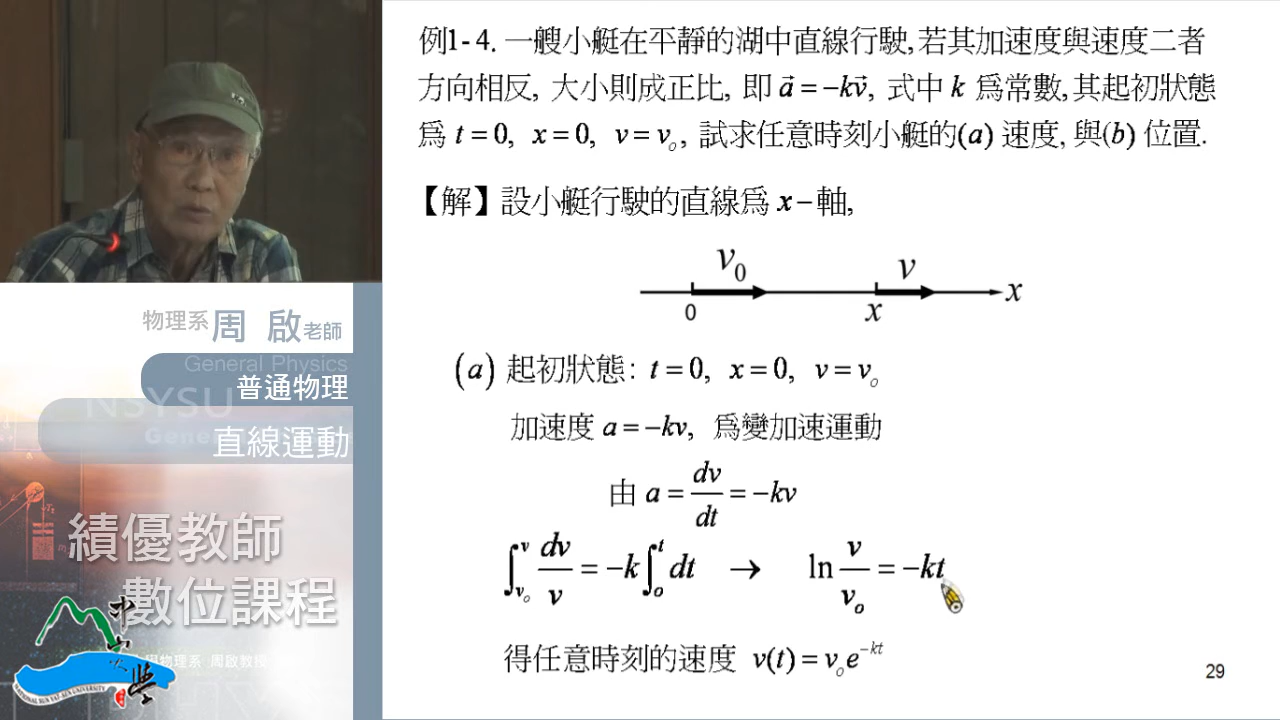 例1-4. 一艘小艇在平靜的湖中直線行駛, 若其加速度與速度二者
方向相反, 大小則成正比, 即 a⃗ = −kv⃗, 式中 k 為常數, 其起初狀態
為 t = 0, x = 0, v = v₀, 試求任意時刻小艇的(a) 速度, 與(b) 位置.
【解】設小艇行駛的直線為 x − 軸,
v₀ v
0 x x
(a) 起初狀態: t = 0, x = 0, v = v₀
加速度 a = −kv, 為變加速運動
由 a = dv/dt = −kv
∫_{v₀}^{v} dv/v = −k ∫_{o}^{t} dt → ln v/v₀ = −kt
得任意時刻的速度 v(t) = v₀e^{−kt}
29
物理系 周 啟 老師
General Physics
普通物理
NSYSU
直線運動
績優教師
數位課程
物理系 周啟教授